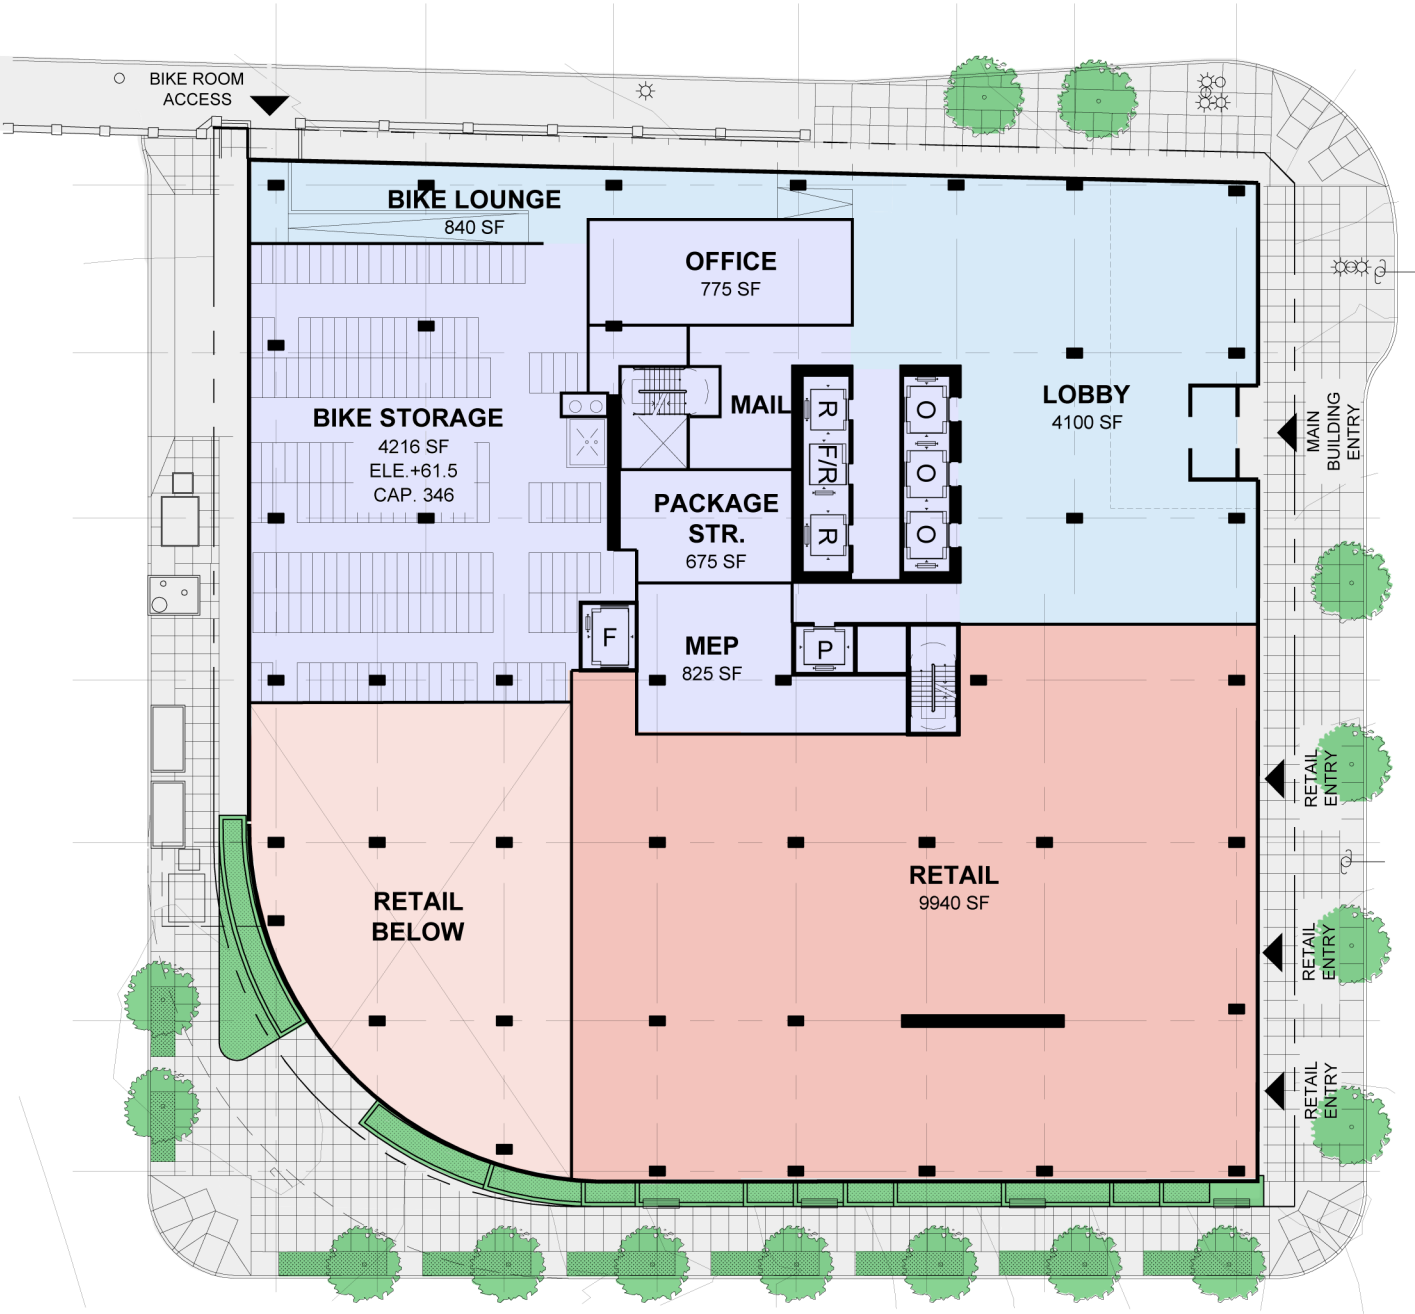 BIKE ROOM
ACCESS
BIKE LOUNGE
840 SF
OFFICE
775 SF
BIKE STORAGE
4216 SF
ELE.+61.5
CAP. 346
MAIL
R
F/R
R
O
O
O
LOBBY
4100 SF
MAIN
BUILDING
ENTRY
PACKAGE
STR.
675 SF
F
MEP
825 SF
P
RETAIL
ENTRY
RETAIL
BELOW
RETAIL
9940 SF
RETAIL
ENTRY
RETAIL
ENTRY